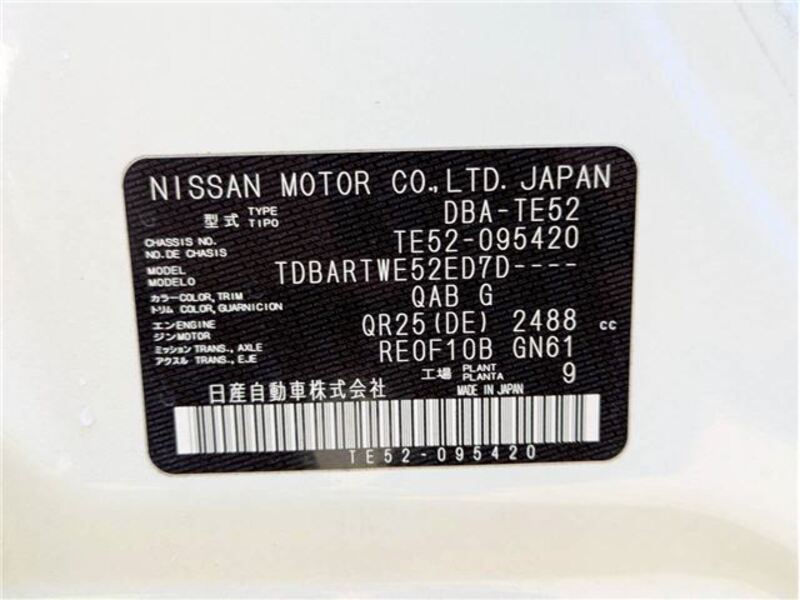 NISSAN MOTOR CO.,LTD. JAPAN
型式 TYPE TIPO DBA-TE52
CHASSIS NO. NO.DE CHASIS TE52-095420
MODEL MODELO TDBARTWE52ED7D----
カラー COLOR, TRIM トリム COLOR, GUARNICION QAB G
エンジン ENGINE MOTOR QR25(DE) 2488 cc
ミッション TRANS., AXLE アクスル TRANS., EJE RE0F10B GN61
工場 PLANT PLANTA 9
日産自動車株式会社 MADE IN JAPAN
TE52-095420